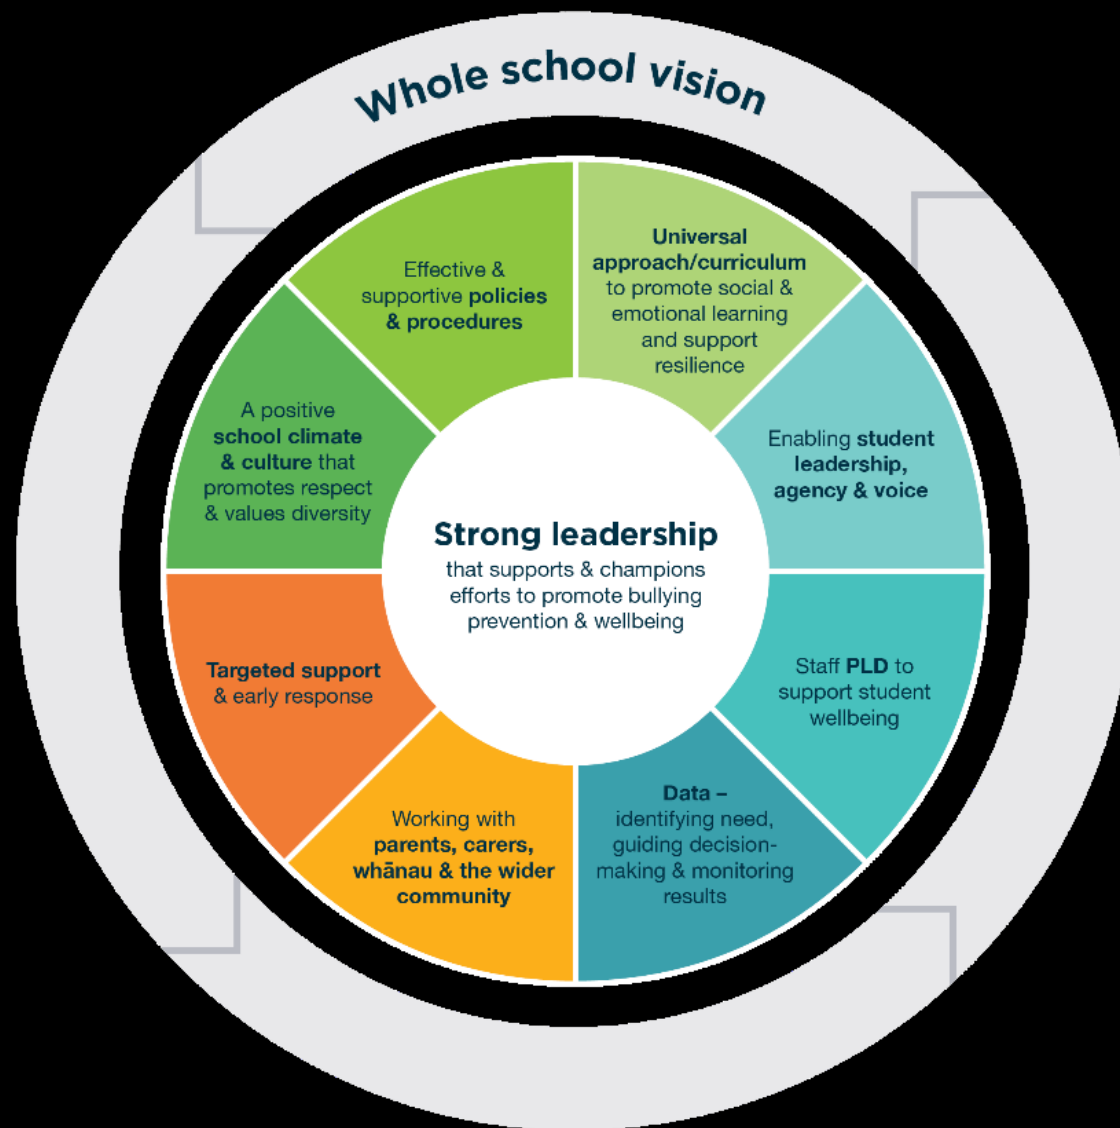 Whole school vision
Effective &
supportive policies
& procedures
Universal
approach/curriculum
to promote social &
emotional learning
and support
resilience
Enabling student
leadership,
agency & voice
Staff PLD to
support student
wellbeing
Data –
identifying need,
guiding decision-
making & monitoring
results
Working with
parents, carers,
whānau & the wider
community
Targeted support
& early response
A positive
school climate
& culture that
promotes respect
& values diversity
Strong leadership
that supports & champions
efforts to promote bullying
prevention & wellbeing